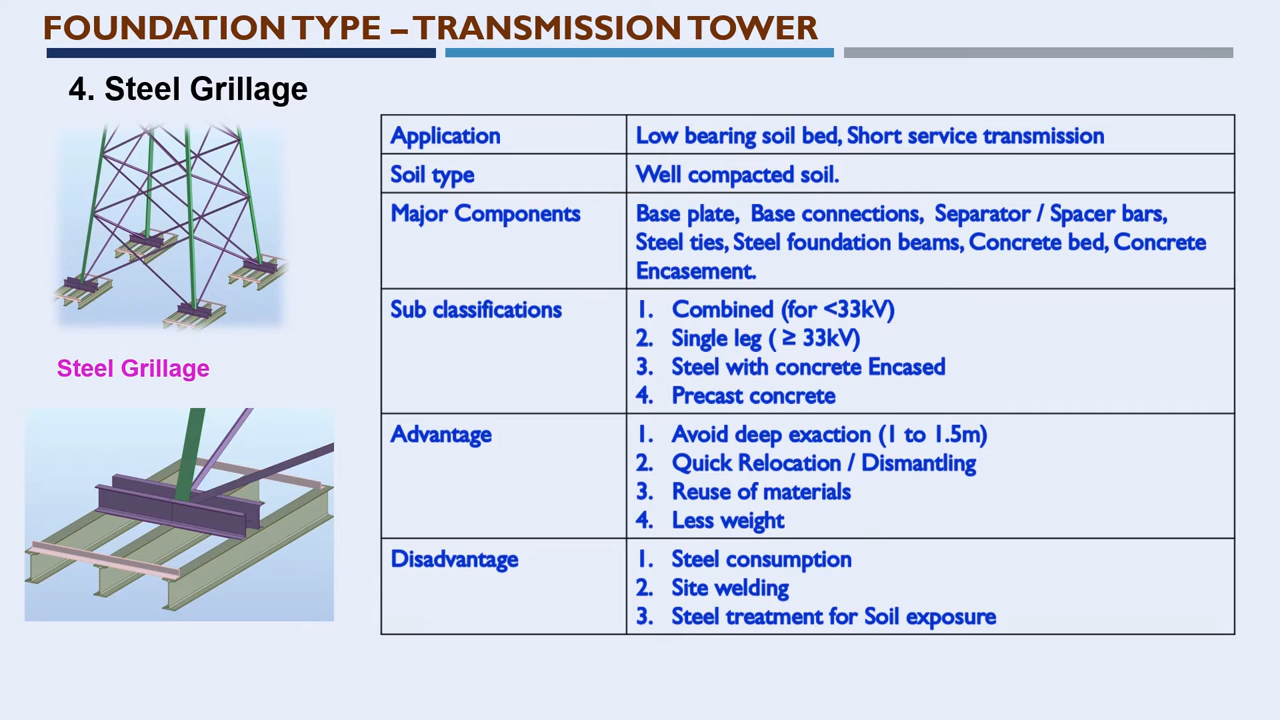 FOUNDATION TYPE – TRANSMISSION TOWER
4. Steel Grillage
Steel Grillage
Application Low bearing soil bed, Short service transmission
Soil type Well compacted soil.
Major Components Base plate, Base connections, Separator / Spacer bars,
Steel ties, Steel foundation beams, Concrete bed, Concrete
Encasement.
Sub classifications 1. Combined (for <33kV)
2. Single leg ( ≥ 33kV)
3. Steel with concrete Encased
4. Precast concrete
Advantage 1. Avoid deep exaction (1 to 1.5m)
2. Quick Relocation / Dismantling
3. Reuse of materials
4. Less weight
Disadvantage 1. Steel consumption
2. Site welding
3. Steel treatment for Soil exposure